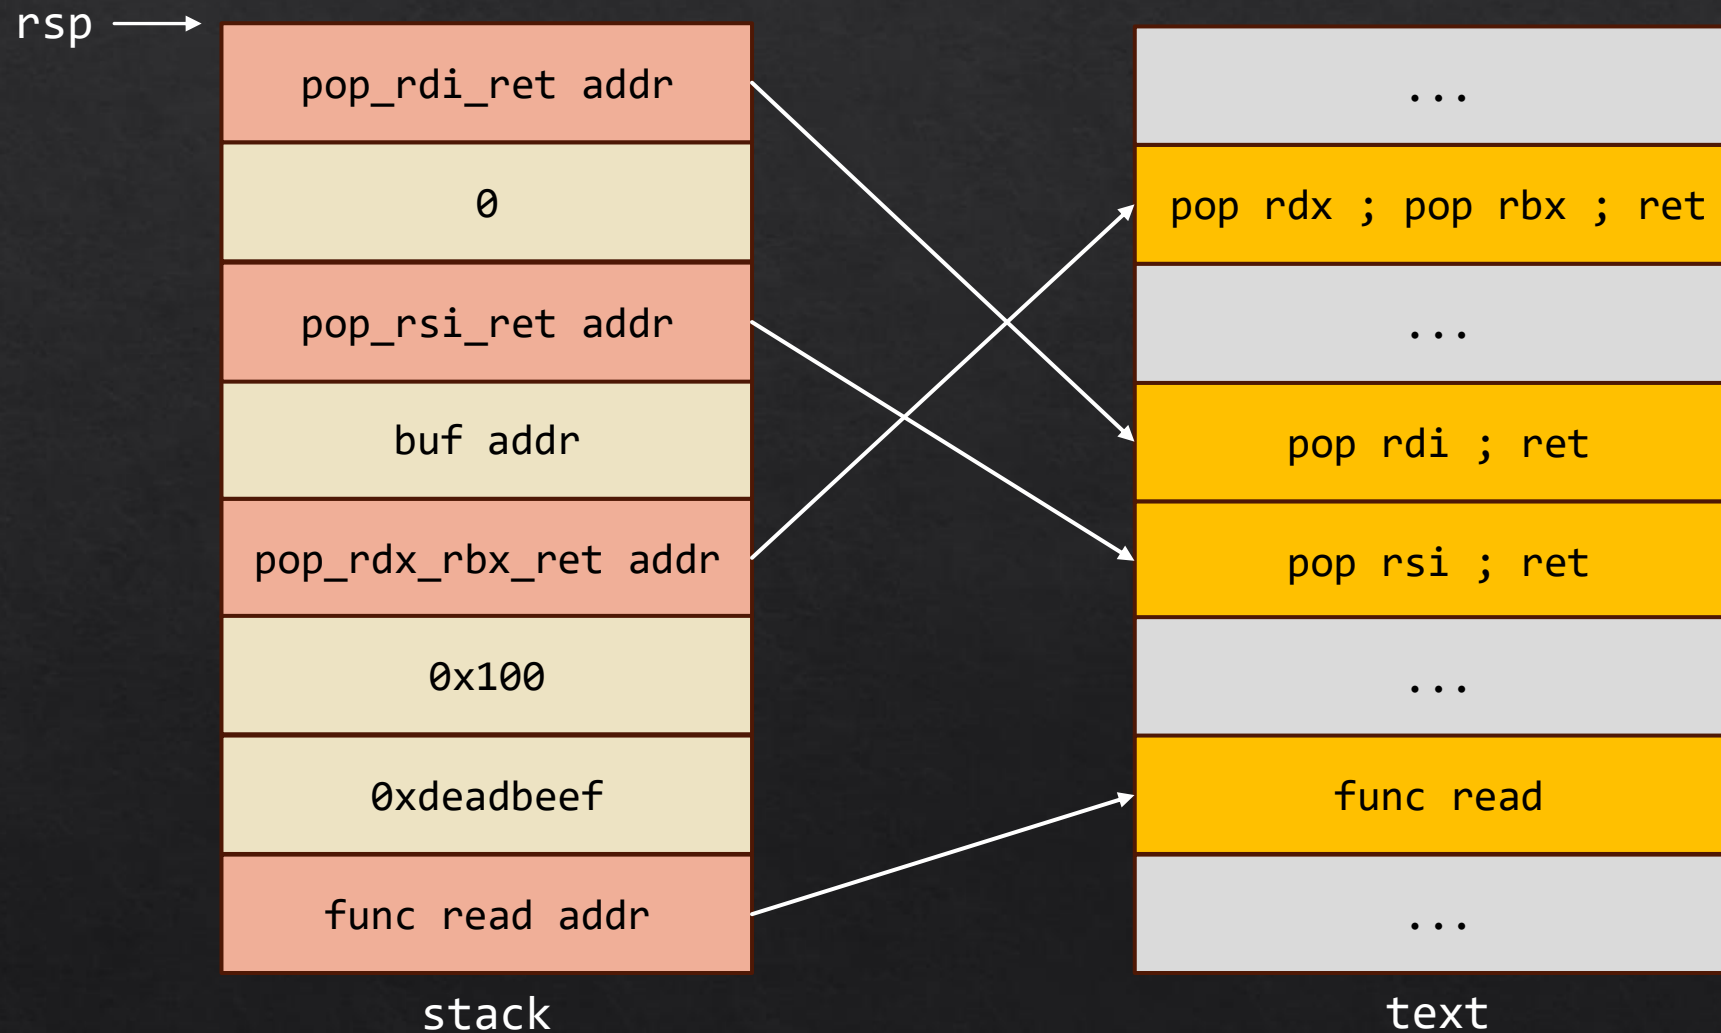 rsp
pop_rdi_ret addr
0
pop_rsi_ret addr
buf addr
pop_rdx_rbx_ret addr
0x100
0xdeadbeef
func read addr
stack
...
pop rdx ; pop rbx ; ret
...
pop rdi ; ret
pop rsi ; ret
...
func read
...
text